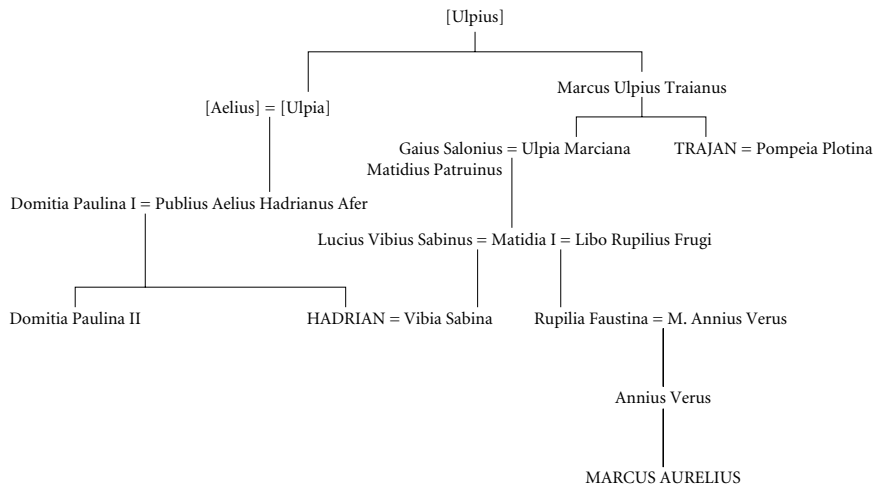 [Ulpius]
Marcus Ulpius Traianus
[Aelius] = [Ulpia]
Gaius Salonius = Ulpia Marciana
Matidius Patruinus
TRAJAN = Pompeia Plotina
Domitia Paulina I = Publius Aelius Hadrianus Afer
Lucius Vibius Sabinus = Matidia I = Libo Rupilius Frugi
Domitia Paulina II
HADRIAN = Vibia Sabina
Rupilia Faustina = M. Annius Verus
Annius Verus
MARCUS AURELIUS